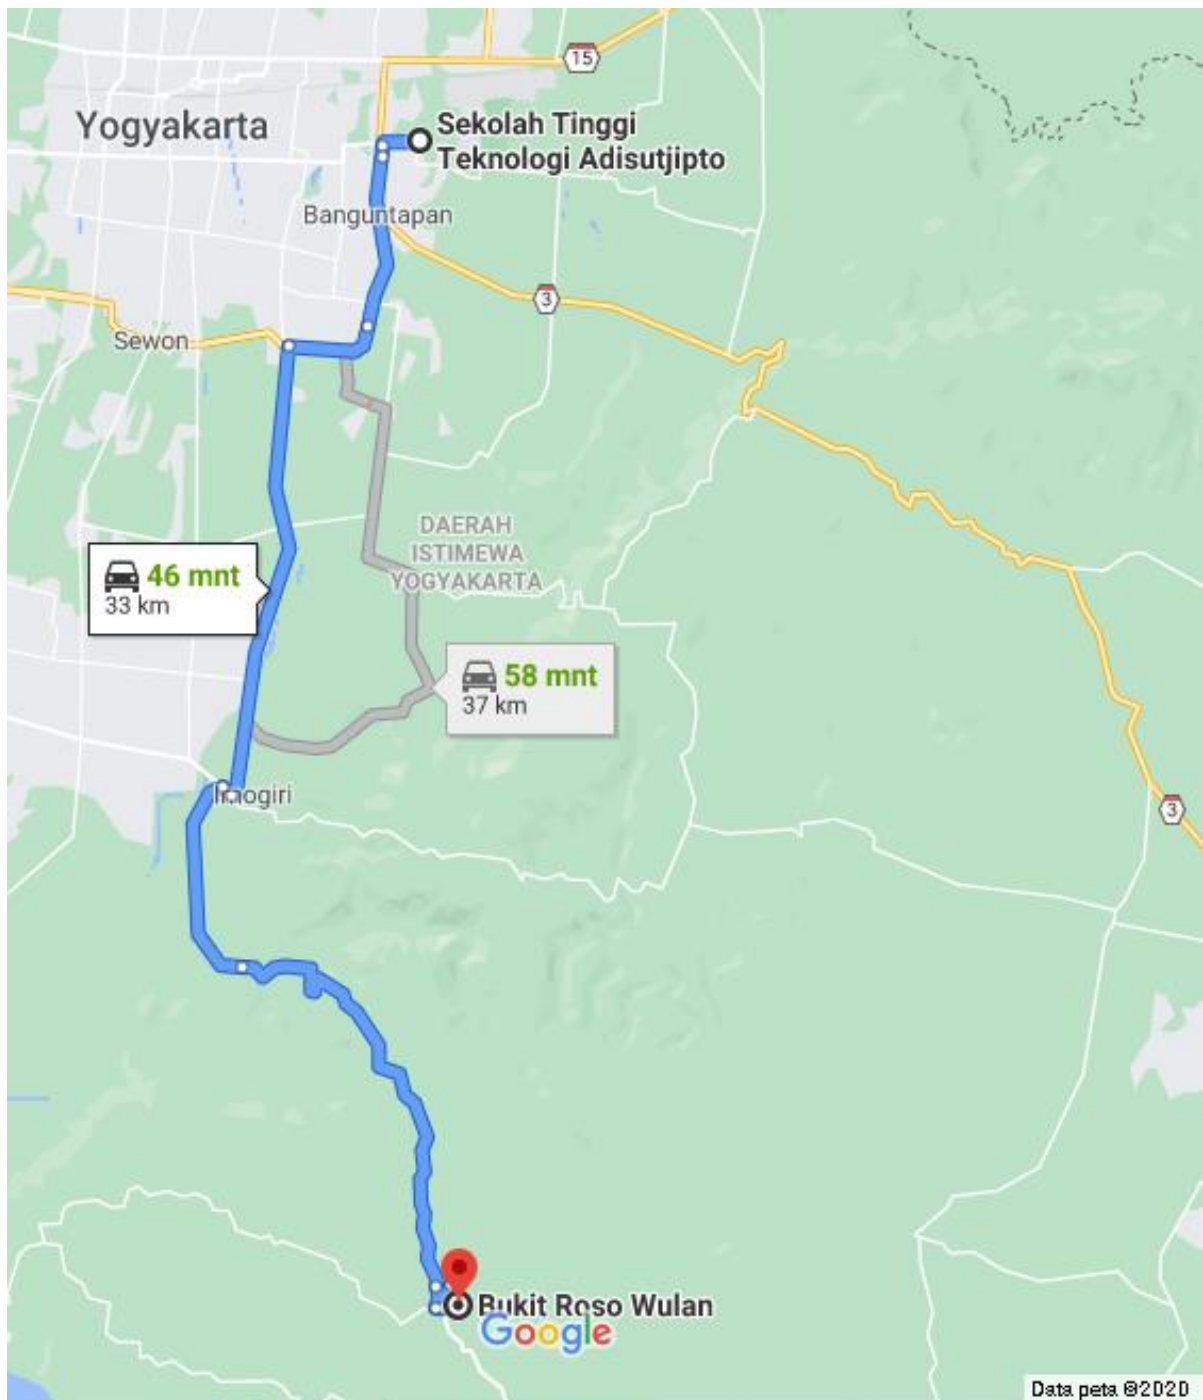 15
Sekolah Tinggi
Teknologi Adisutjipto
Yogyakarta
Banguntapan
3
Sewon
DAERAH
ISTIMEWA
YOGYAKARTA
46 mnt
33 km
58 mnt
37 km
Imogiri
3
Bukit Roso Wulan
Google
Data peta ©2020